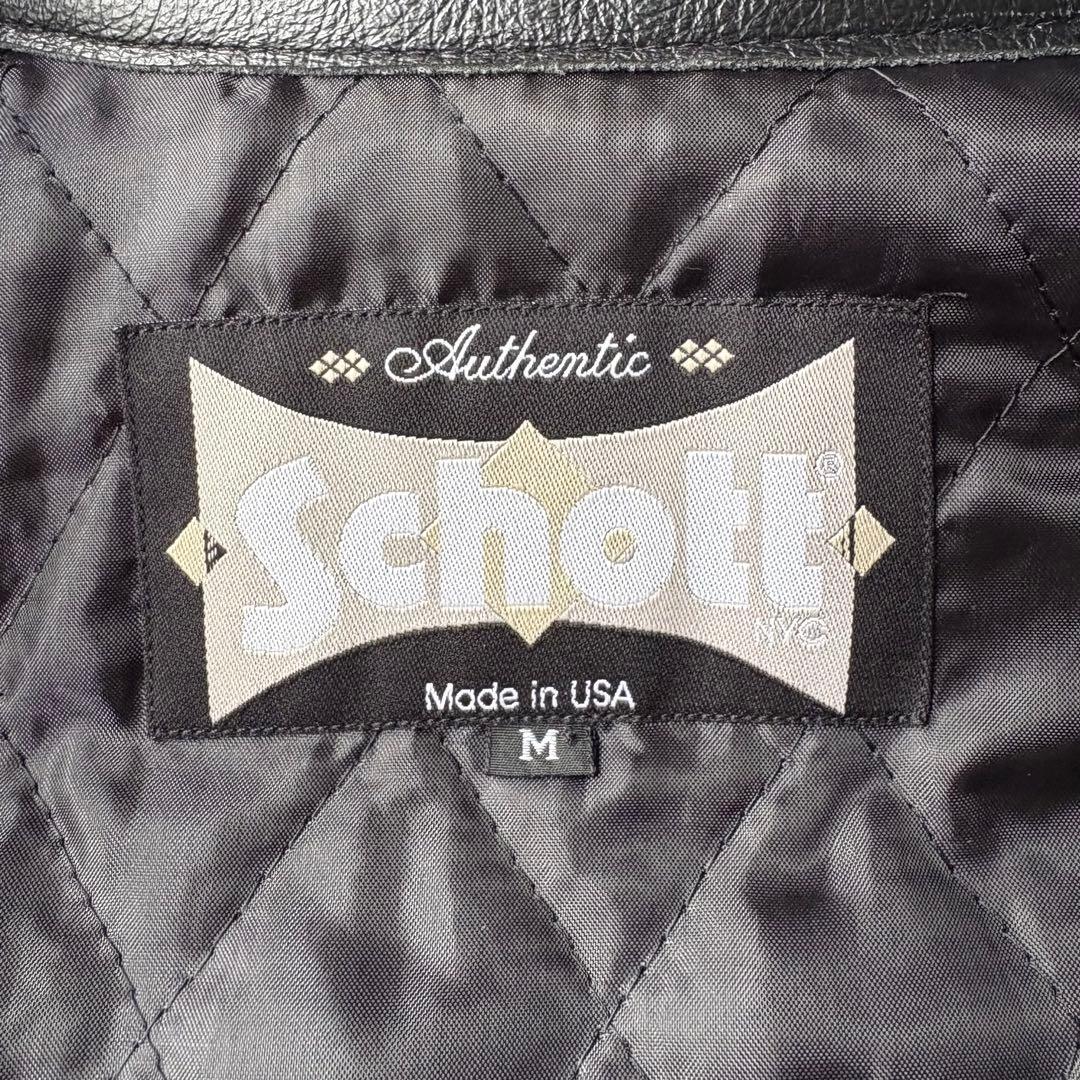 Authentic
Schott®
NYC
Made in USA
M